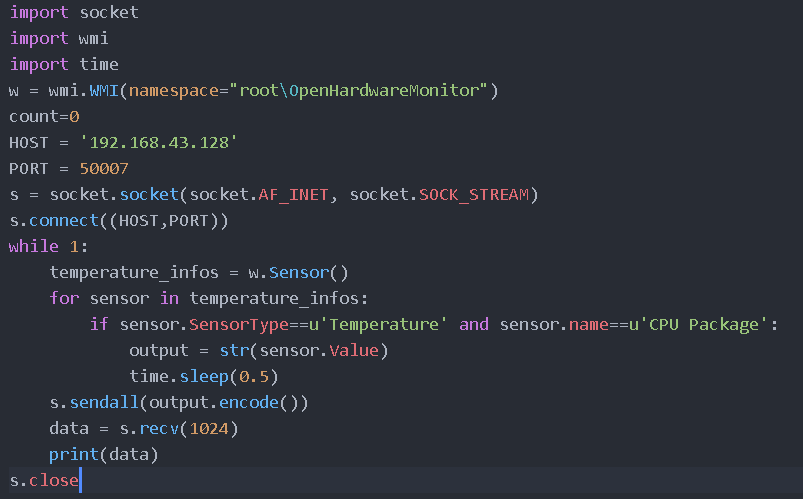 import socket
import wmi
import time
w = wmi.WMI(namespace="root\OpenHardwareMonitor")
count=0
HOST = '192.168.43.128'
PORT = 50007
s = socket.socket(socket.AF_INET, socket.SOCK_STREAM)
s.connect((HOST,PORT))
while 1:
    temperature_infos = w.Sensor()
    for sensor in temperature_infos:
        if sensor.SensorType==u'Temperature' and sensor.name==u'CPU Package':
            output = str(sensor.Value)
            time.sleep(0.5)
    s.sendall(output.encode())
    data = s.recv(1024)
    print(data)
s.close